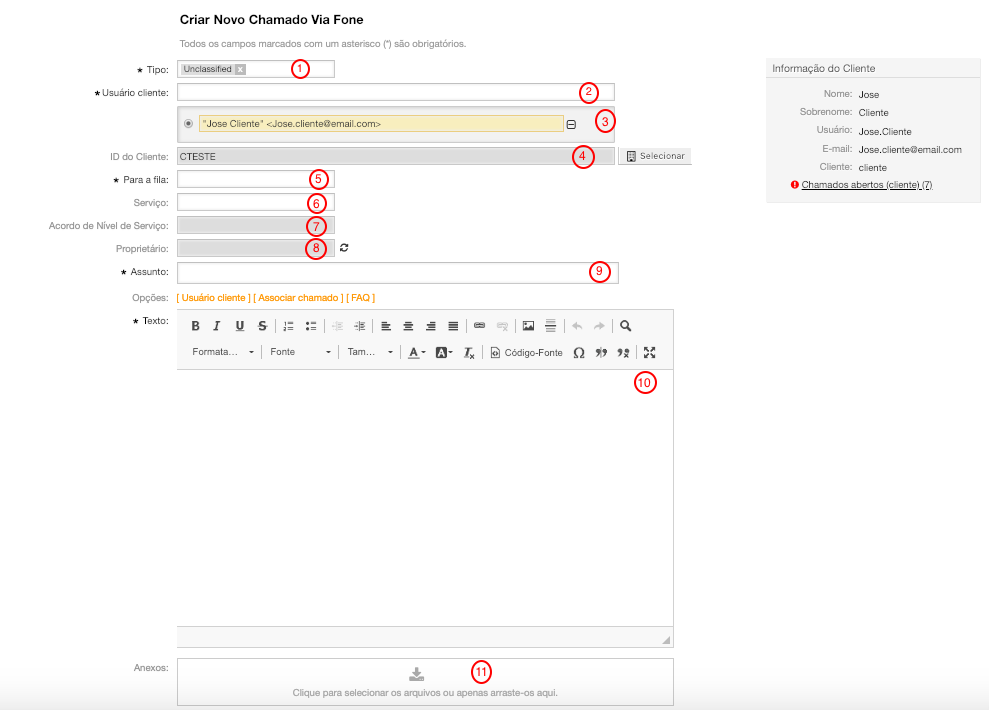 Criar Novo Chamado Via Fone
Todos os campos marcados com um asterisco (*) são obrigatórios.
* Tipo: Unclassified x 1
* Usuário cliente: 2
"Jose Cliente" <Jose.cliente@email.com> 3
ID do Cliente: CTESTE 4 Selecionar
* Para a fila: 5
Serviço: 6
Acordo de Nível de Serviço: 7
Proprietário: 8
* Assunto: 9
Opções: [ Usuário cliente ] [ Associar chamado ] [ FAQ ]
* Texto: B I U S
Formata... Fonte Tam... A A Tx Código-Fonte Ω
10
Anexos: 11
Clique para selecionar os arquivos ou apenas arraste-os aqui.
Informação do Cliente
Nome: Jose
Sobrenome: Cliente
Usuário: Jose.Cliente
E-mail: Jose.cliente@email.com
Cliente: cliente
Chamados abertos (cliente) (7)